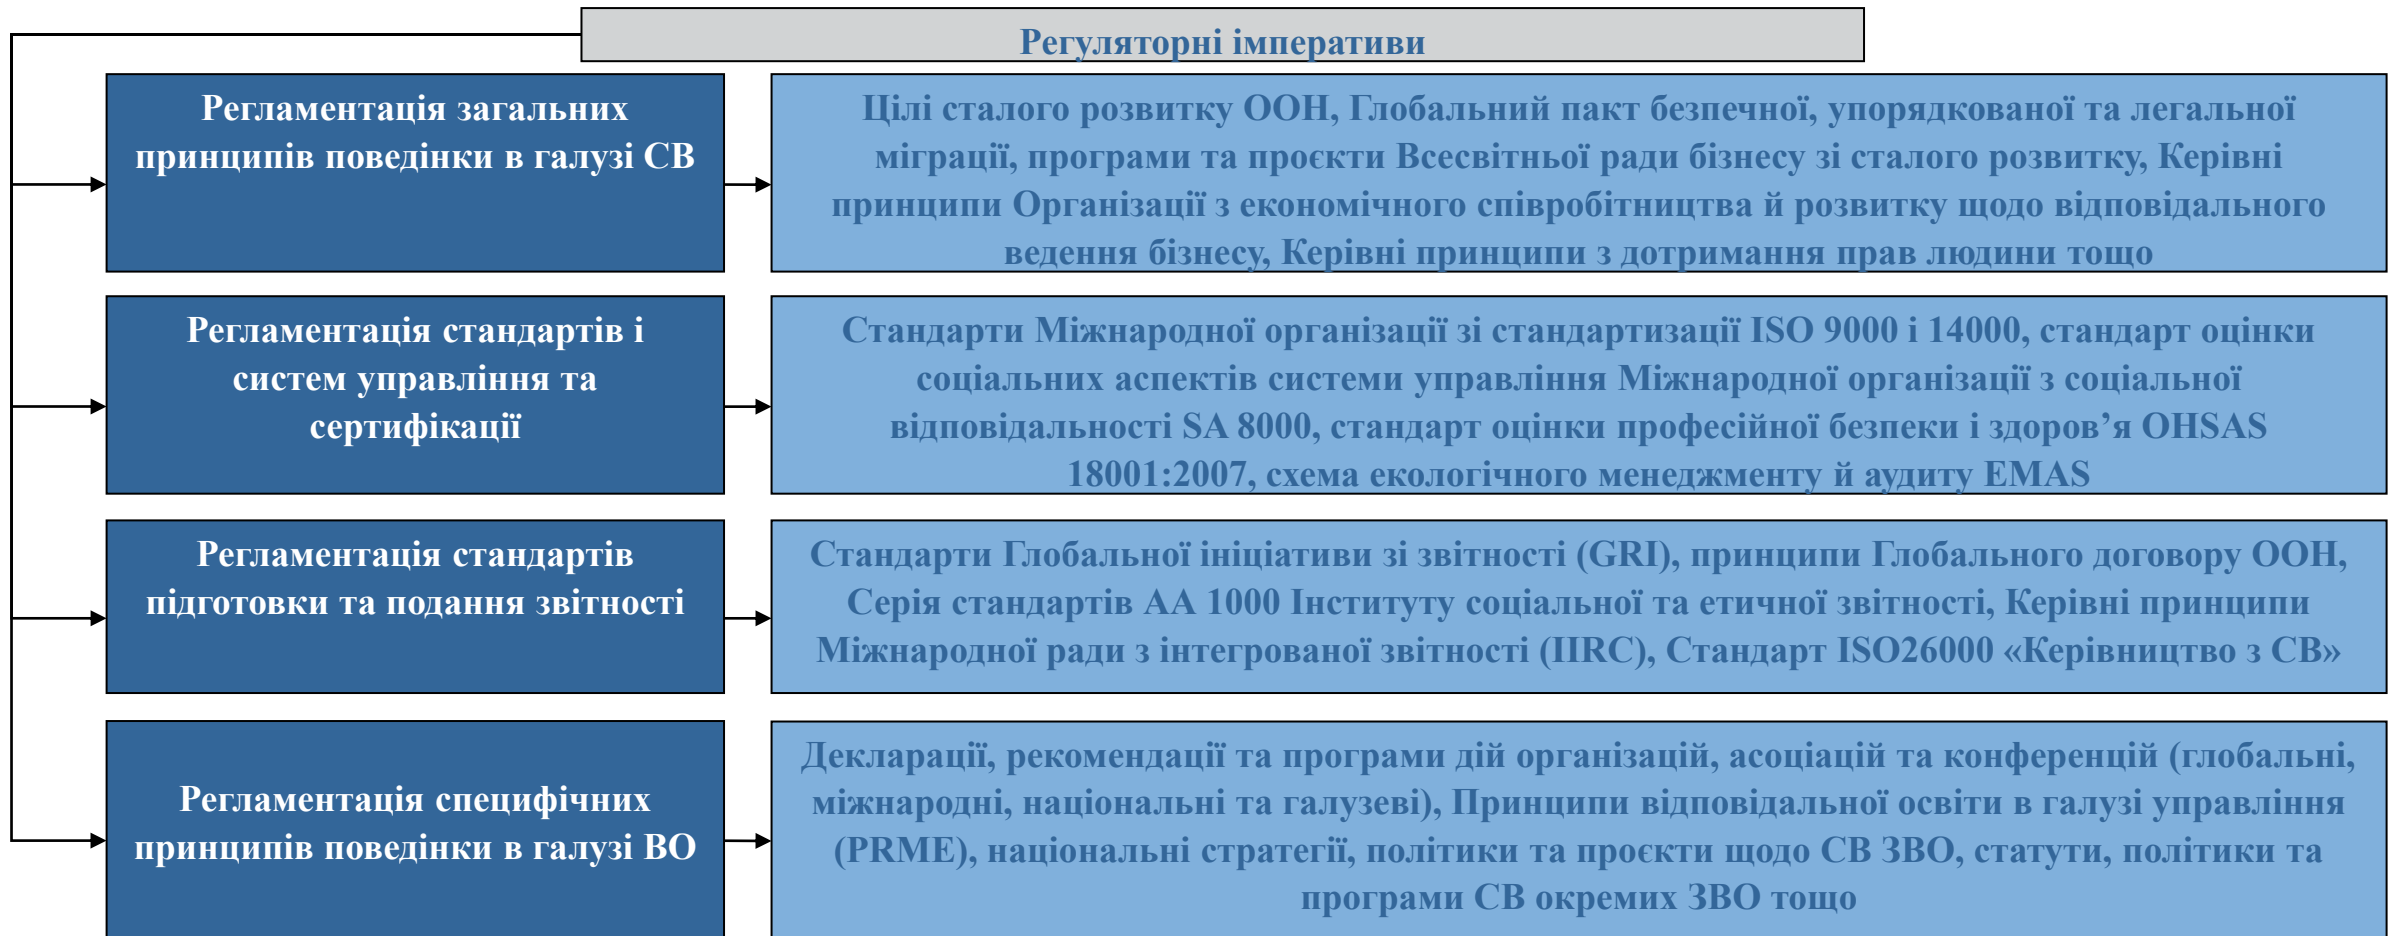 Регуляторні імперативи
Регламентація загальних
принципів поведінки в галузі СВ
Цілі сталого розвитку ООН, Глобальний пакт безпечної, упорядкованої та легальної
міграції, програми та проєкти Всесвітньої ради бізнесу зі сталого розвитку, Керівні
принципи Організації з економічного співробітництва й розвитку щодо відповідального
ведення бізнесу, Керівні принципи з дотримання прав людини тощо
Регламентація стандартів і
систем управління та
сертифікації
Стандарти Міжнародної організації зі стандартизації ISO 9000 і 14000, стандарт оцінки
соціальних аспектів системи управління Міжнародної організації з соціальної
відповідальності SA 8000, стандарт оцінки професійної безпеки і здоров’я OHSAS
18001:2007, схема екологічного менеджменту й аудиту EMAS
Регламентація стандартів
підготовки та подання звітності
Стандарти Глобальної ініціативи зі звітності (GRI), принципи Глобального договору ООН,
Серія стандартів АА 1000 Інституту соціальної та етичної звітності, Керівні принципи
Міжнародної ради з інтегрованої звітності (IIRC), Стандарт ISO26000 «Керівництво з СВ»
Регламентація специфічних
принципів поведінки в галузі ВО
Декларації, рекомендації та програми дій організацій, асоціацій та конференцій (глобальні,
міжнародні, національні та галузеві), Принципи відповідальної освіти в галузі управління
(PRME), національні стратегії, політики та проєкти щодо СВ ЗВО, статути, політики та
програми СВ окремих ЗВО тощо